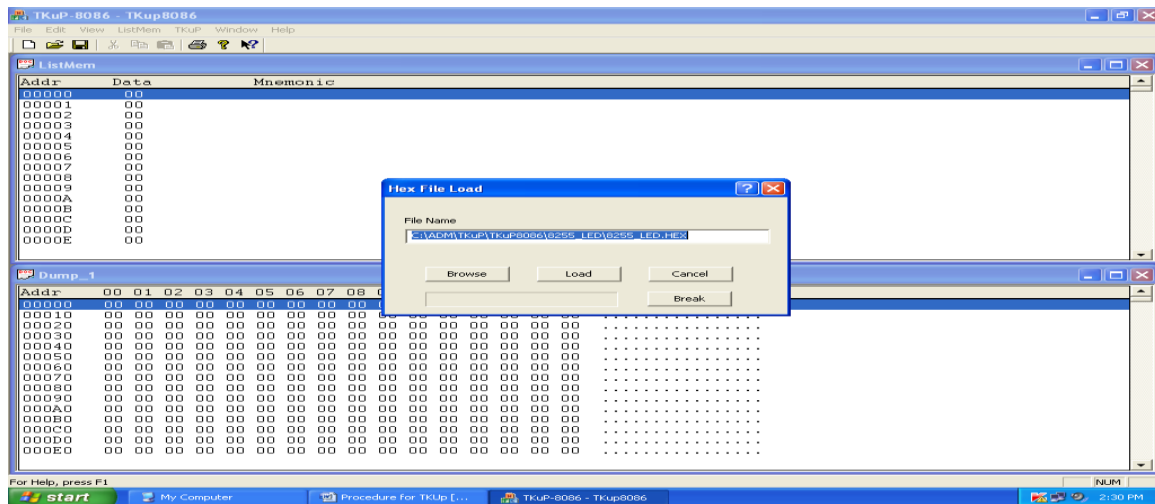 TKuP-8086 - TKup8086
File Edit View ListMem TKuP Window Help
ListMem
Addr Data Mnemonic
00000 00
00001 00
00002 00
00003 00
00004 00
00005 00
00006 00
00007 00
00008 00
00009 00
0000A 00
0000B 00
0000C 00
0000D 00
0000E 00
Hex File Load
File Name
C:\ADM\TKuP\TKuP8086\8255_LED\8255_LED.HEX
Browse Load Cancel
Break
Dump_1
Addr 00 01 02 03 04 05 06 07 08
00000 00 00 00 00 00 00 00 00 00
00010 00 00 00 00 00 00 00 00 00 00 00 00 00 00 00 00 . . . . . . . . . . . . . . . .
00020 00 00 00 00 00 00 00 00 00 00 00 00 00 00 00 00 . . . . . . . . . . . . . . . .
00030 00 00 00 00 00 00 00 00 00 00 00 00 00 00 00 00 . . . . . . . . . . . . . . . .
00040 00 00 00 00 00 00 00 00 00 00 00 00 00 00 00 00 . . . . . . . . . . . . . . . .
00050 00 00 00 00 00 00 00 00 00 00 00 00 00 00 00 00 . . . . . . . . . . . . . . . .
00060 00 00 00 00 00 00 00 00 00 00 00 00 00 00 00 00 . . . . . . . . . . . . . . . .
00070 00 00 00 00 00 00 00 00 00 00 00 00 00 00 00 00 . . . . . . . . . . . . . . . .
00080 00 00 00 00 00 00 00 00 00 00 00 00 00 00 00 00 . . . . . . . . . . . . . . . .
00090 00 00 00 00 00 00 00 00 00 00 00 00 00 00 00 00 . . . . . . . . . . . . . . . .
000A0 00 00 00 00 00 00 00 00 00 00 00 00 00 00 00 00 . . . . . . . . . . . . . . . .
000B0 00 00 00 00 00 00 00 00 00 00 00 00 00 00 00 00 . . . . . . . . . . . . . . . .
000C0 00 00 00 00 00 00 00 00 00 00 00 00 00 00 00 00 . . . . . . . . . . . . . . . .
000D0 00 00 00 00 00 00 00 00 00 00 00 00 00 00 00 00 . . . . . . . . . . . . . . . .
000E0 00 00 00 00 00 00 00 00 00 00 00 00 00 00 00 00 . . . . . . . . . . . . . . . .
For Help, press F1
NUM
start My Computer Procedure for TKUp [... TKuP-8086 - TKup8086 2:30 PM